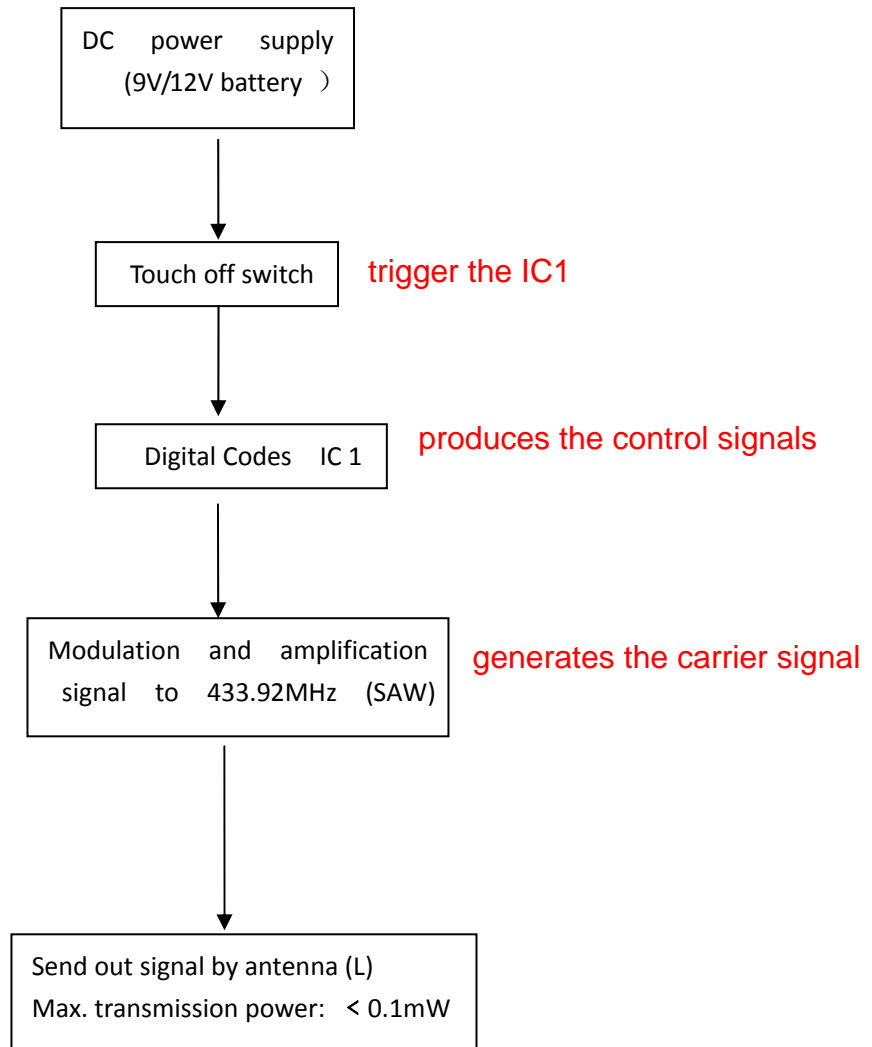 DC power supply
(9V/12V battery ）
Touch off switch
trigger the IC1
Digital Codes IC 1
produces the control signals
Modulation and amplification
signal to 433.92MHz (SAW)
generates the carrier signal
Send out signal by antenna (L)
Max. transmission power: ＜0.1mW